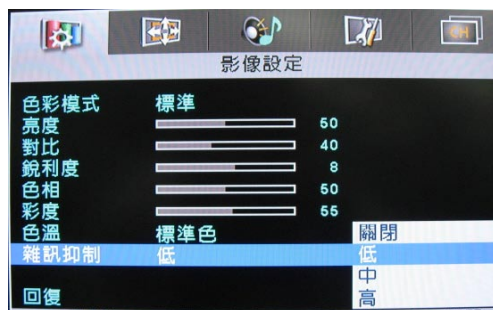 CH
影像設定
色彩模式 標準
亮度 50
對比 40
銳利度 8
色相 50
彩度 55
色溫 標準色 關閉
雜訊抑制 低 低
中
回復 高